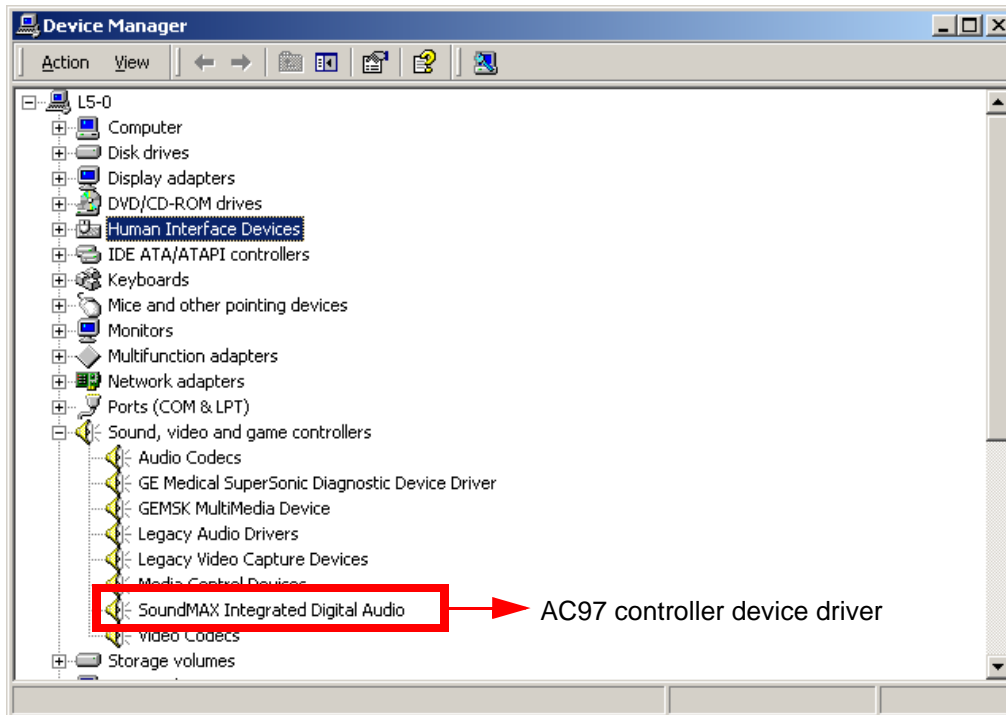 Device Manager
Action View
L5-0
Computer
Disk drives
Display adapters
DVD/CD-ROM drives
Human Interface Devices
IDE ATA/ATAPI controllers
Keyboards
Mice and other pointing devices
Monitors
Multifunction adapters
Network adapters
Ports (COM & LPT)
Sound, video and game controllers
Audio Codecs
GE Medical SuperSonic Diagnostic Device Driver
GEMSK MultiMedia Device
Legacy Audio Drivers
Legacy Video Capture Devices
Media Control Devices
SoundMAX Integrated Digital Audio
AC97 controller device driver
Video Codecs
Storage volumes